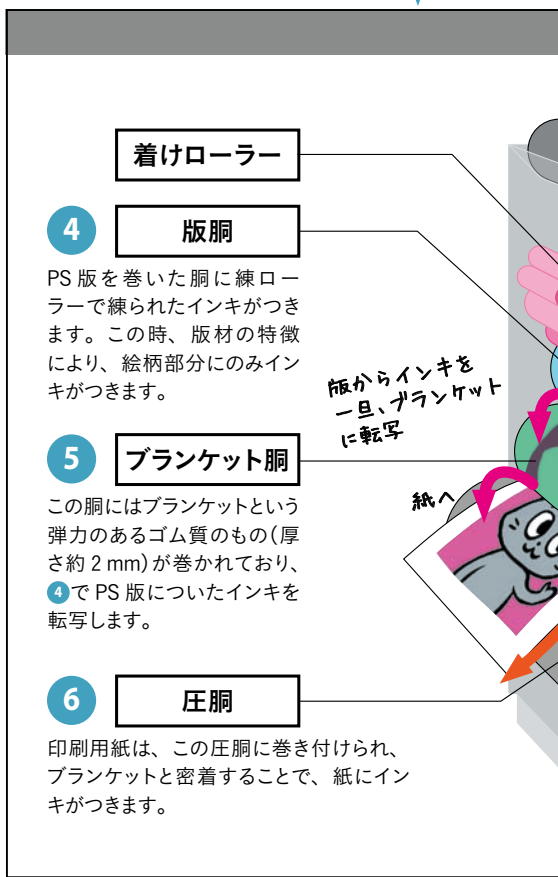 着けローラー
4 版胴
PS 版を巻いた胴に練ロー
ラーで練られたインキがつき
ます。この時、版材の特徴
により、絵柄部分にのみイン
キがつきます。
版からインキを
一旦、ブランケット
に転写
5 ブランケット胴
紙へ
この胴にはブランケットという
弾力のあるゴム質のもの(厚
さ約 2 mm)が巻かれており、
4でPS 版についたインキを
転写します。
6 圧胴
印刷用紙は、この圧胴に巻き付けられ、
ブランケットと密着することで、紙にイン
キがつきます。